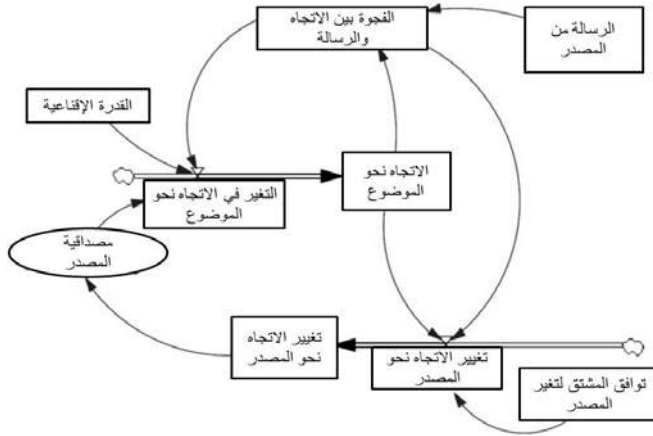 الرسالة من
المصدر
الفجوة بين الاتجاه
والرسالة
القدرة الإقناعية
الاتجاه نحو
الموضوع
التغير في الاتجاه نحو
الموضوع
مصداقية
المصدر
تغيير الاتجاه
نحو المصدر
تغيير الاتجاه نحو
المصدر
توافق المشتق لتغير
المصدر